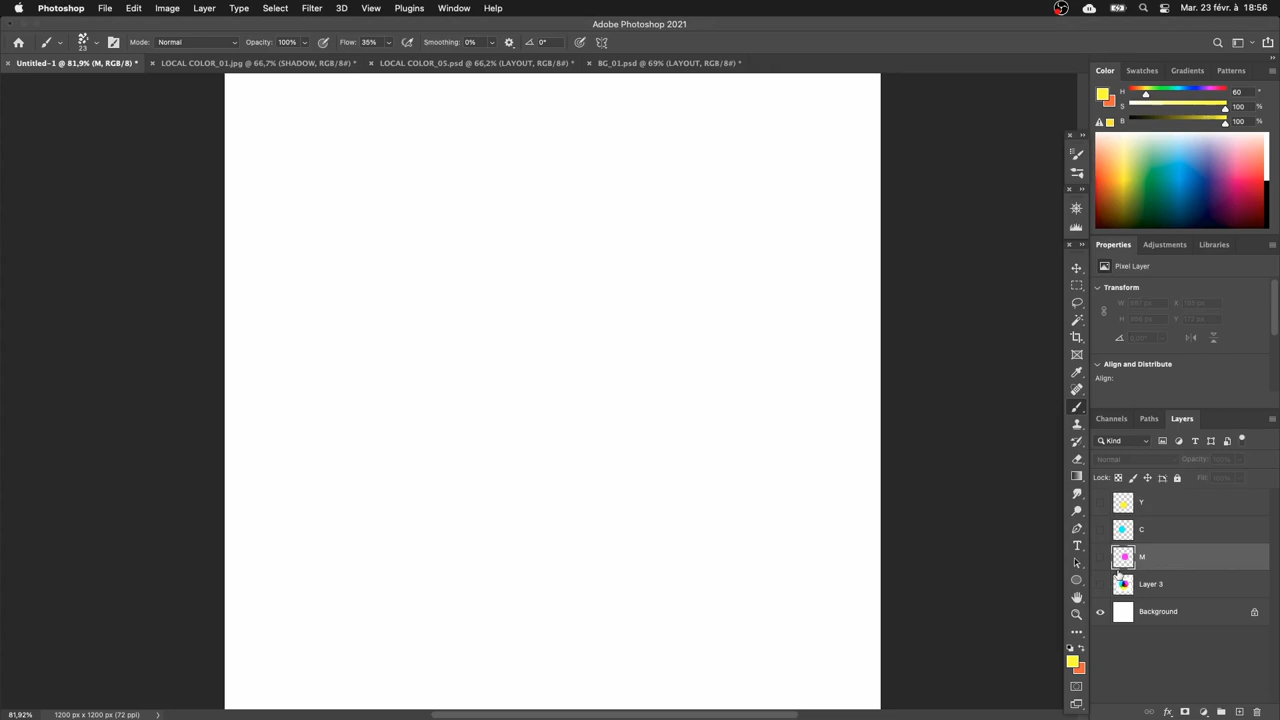 Photoshop File Edit Image Layer Type Select Filter 3D View Plugins Window Help Mar. 23 févr à 18:56
Adobe Photoshop 2021
23 Mode: Normal Opacity: 100% Flow: 35% Smoothing: 0% 0°
Untitled-1 @ 81,9% (M, RGB/8) * LOCAL COLOR_01.jpg @ 66,7% (SHADOW, RGB/8#) * LOCAL COLOR_05.psd @ 66,2% (LAYOUT, RGB/8#) * BG_01.psd @ 69% (LAYOUT, RGB/8#) *
Color Swatches Gradients Patterns
H 60 °
S 100 %
B 100 %
Properties Adjustments Libraries
Pixel Layer
Transform
W X
H Y
Align and Distribute
Align:
Channels Paths Layers
Kind
Normal Opacity: 100%
Lock: Fill: 100%
Y
C
M
Layer 3
Background
81,92% 1200 px x 1200 px (72 ppi)